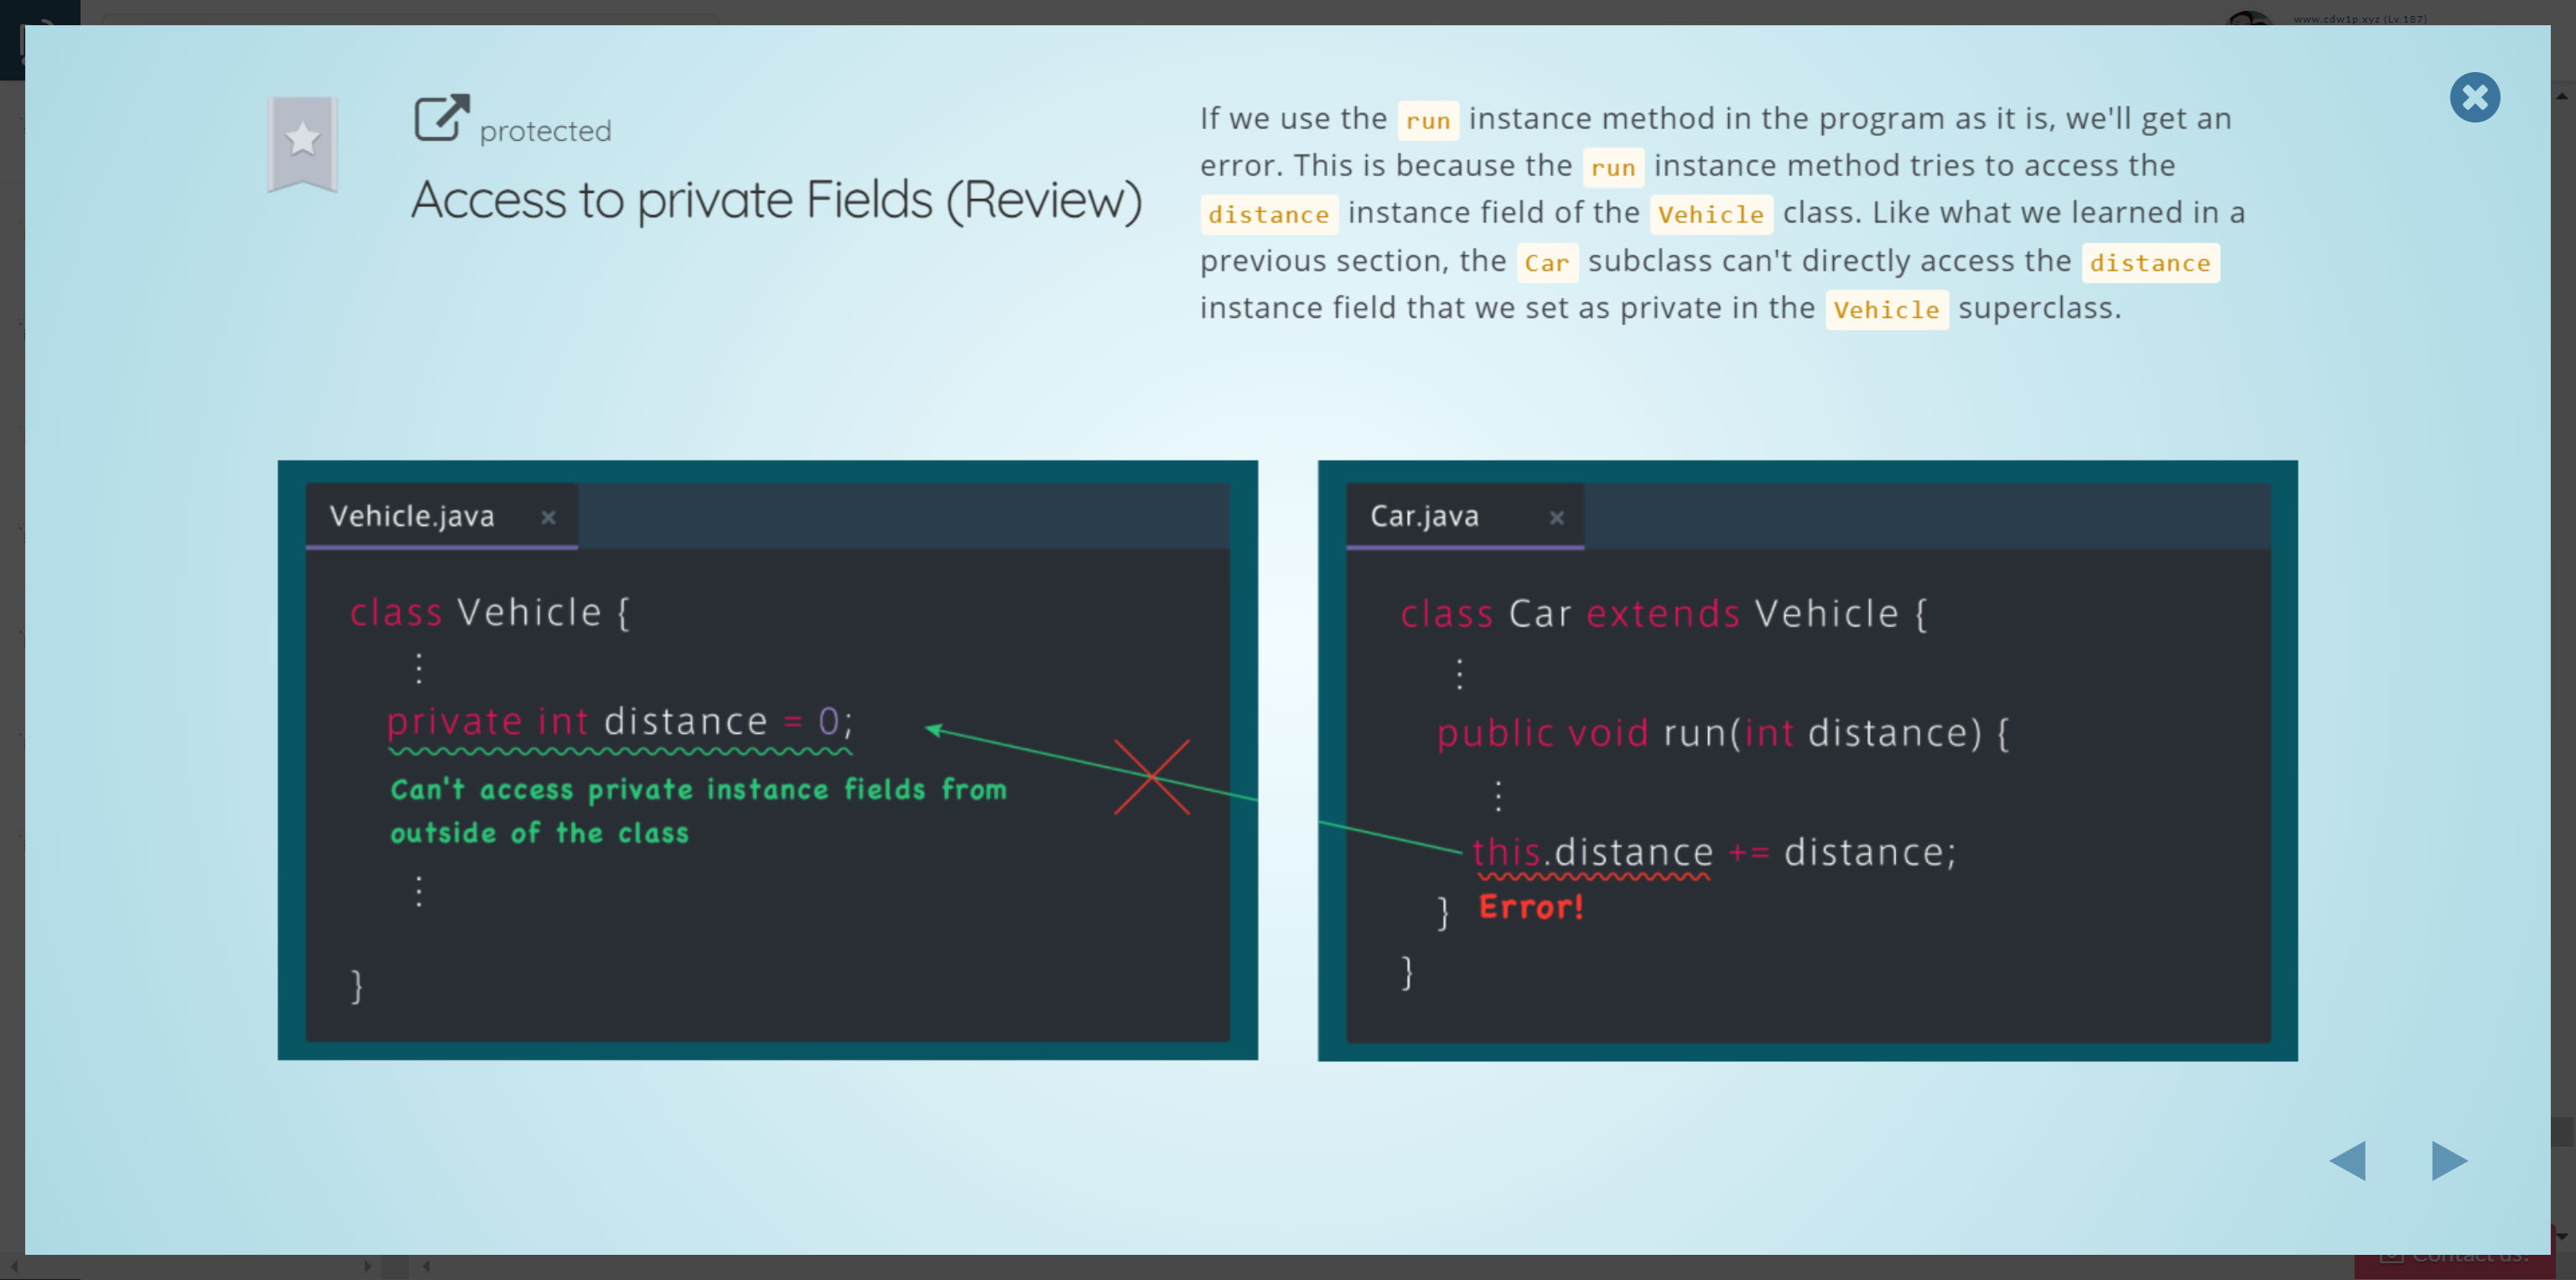 www.cdw1p.xyz (Lv.187)
protected
Access to private Fields (Review)
If we use the run instance method in the program as it is, we'll get an
error. This is because the run instance method tries to access the
distance instance field of the Vehicle class. Like what we learned in a
previous section, the Car subclass can't directly access the distance
instance field that we set as private in the Vehicle superclass.
Vehicle.java ×
class Vehicle {
⋮
private int distance = 0;
Can't access private instance fields from
outside of the class
⋮
}
Car.java ×
class Car extends Vehicle {
⋮
public void run(int distance) {
⋮
this.distance += distance;
} Error!
}
Contact us!